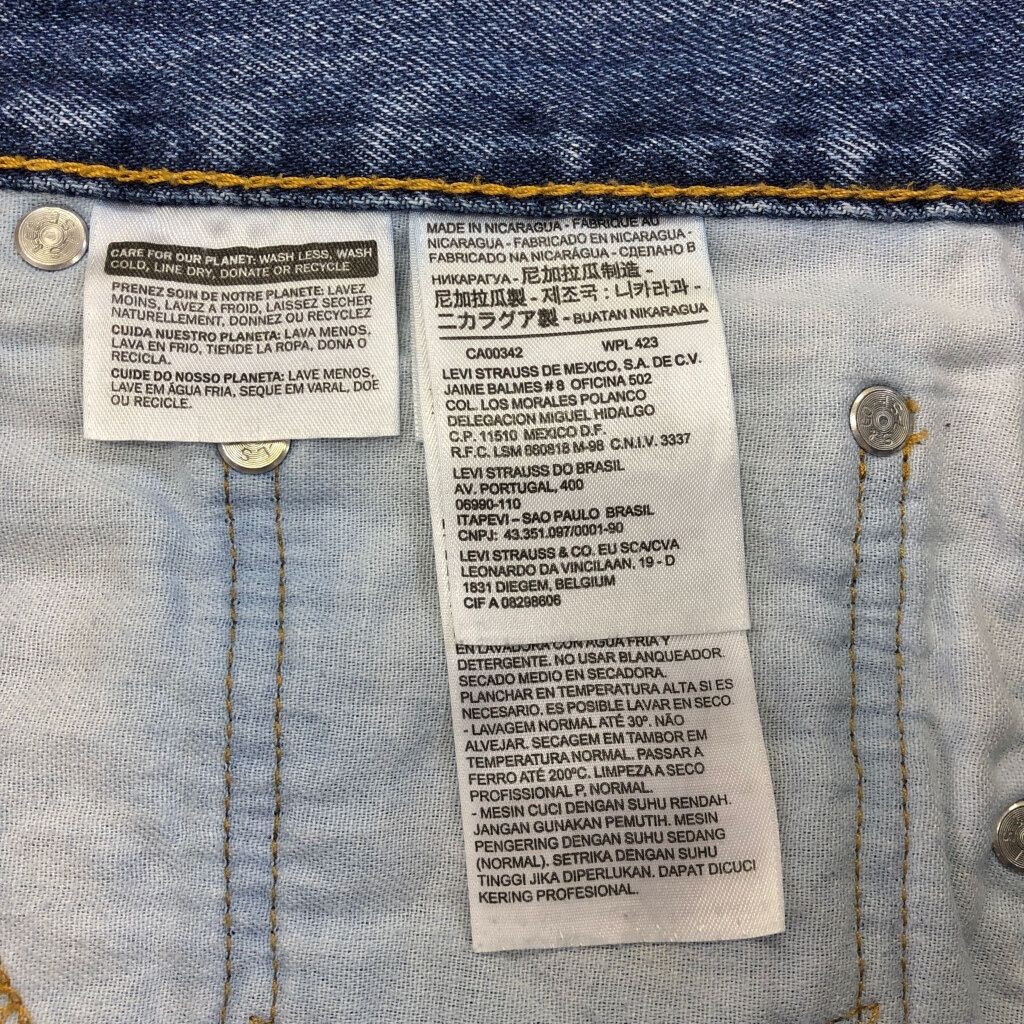 CARE FOR OUR PLANET: WASH LESS, WASH
COLD, LINE DRY, DONATE OR RECYCLE
PRENEZ SOIN DE NOTRE PLANETE: LAVEZ
MOINS, LAVEZ A FROID, LAISSEZ SECHER
NATURELLEMENT, DONNEZ OU RECYCLEZ
CUIDA NUESTRO PLANETA: LAVA MENOS,
LAVA EN FRIO, TIENDE LA ROPA, DONA O
RECICLA.
CUIDE DO NOSSO PLANETA: LAVE MENOS,
LAVE EM ÁGUA FRIA, SEQUE EM VARAL, DOE
OU RECICLE.
MADE IN NICARAGUA - FABRIQUE AU
NICARAGUA - FABRICADO EN NICARAGUA -
FABRICADO NA NICARÁGUA - СДЕЛАНО В
НИКАРАГУА - 尼加拉瓜制造 -
尼加拉瓜製 - 제조국 : 니카라과 -
ニカラグア製 - BUATAN NIKARAGUA
CA00342 WPL 423
LEVI STRAUSS DE MEXICO, S.A. DE C.V.
JAIME BALMES # 8 OFICINA 502
COL. LOS MORALES POLANCO
DELEGACION MIGUEL HIDALGO
C.P. 11510 MEXICO D.F.
R.F.C. LSM 660818 M-98 C.N.I.V. 3337
LEVI STRAUSS DO BRASIL
AV. PORTUGAL, 400
06990-110
ITAPEVI – SAO PAULO BRASIL
CNPJ: 43.351.097/0001-90
LEVI STRAUSS & CO. EU SCA/CVA
LEONARDO DA VINCILAAN. 19 - D
1831 DIEGEM, BELGIUM
CIF A 08298606
EN LAVADORA CON AGUA FRIA Y
DETERGENTE. NO USAR BLANQUEADOR.
SECADO MEDIO EN SECADORA.
PLANCHAR EN TEMPERATURA ALTA SI ES
NECESARIO. ES POSIBLE LAVAR EN SECO.
- LAVAGEM NORMAL ATÉ 30º. NÃO
ALVEJAR. SECAGEM EM TAMBOR EM
TEMPERATURA NORMAL. PASSAR A
FERRO ATÉ 200ºC. LIMPEZA A SECO
PROFISSIONAL P, NORMAL.
- MESIN CUCI DENGAN SUHU RENDAH.
JANGAN GUNAKAN PEMUTIH. MESIN
PENGERING DENGAN SUHU SEDANG
(NORMAL). SETRIKA DENGAN SUHU
TINGGI JIKA DIPERLUKAN. DAPAT DICUCI
KERING PROFESIONAL.